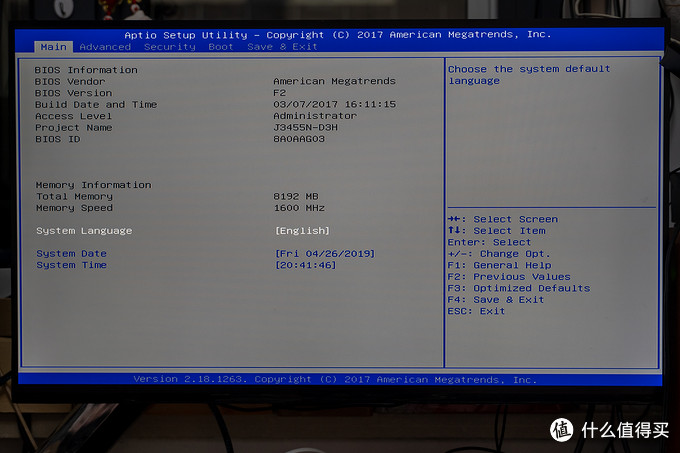 Aptio Setup Utility - Copyright (C) 2017 American Megatrends, Inc.
Main Advanced Security Boot Save & Exit
BIOS Information
BIOS Vendor American Megatrends
BIOS Version F2
Build Date and Time 03/07/2017 16:11:15
Access Level Administrator
Project Name J3455N-D3H
BIOS ID 8A0AAG03
Memory Information
Total Memory 8192 MB
Memory Speed 1600 MHz
System Language [English]
System Date [Fri 04/26/2019]
System Time [20:41:46]
Choose the system default
language
→←: Select Screen
↑↓: Select Item
Enter: Select
+/-: Change Opt.
F1: General Help
F2: Previous Values
F3: Optimized Defaults
F4: Save & Exit
ESC: Exit
Version 2.18.1263. Copyright (C) 2017 American Megatrends, Inc.
值 什么值得买